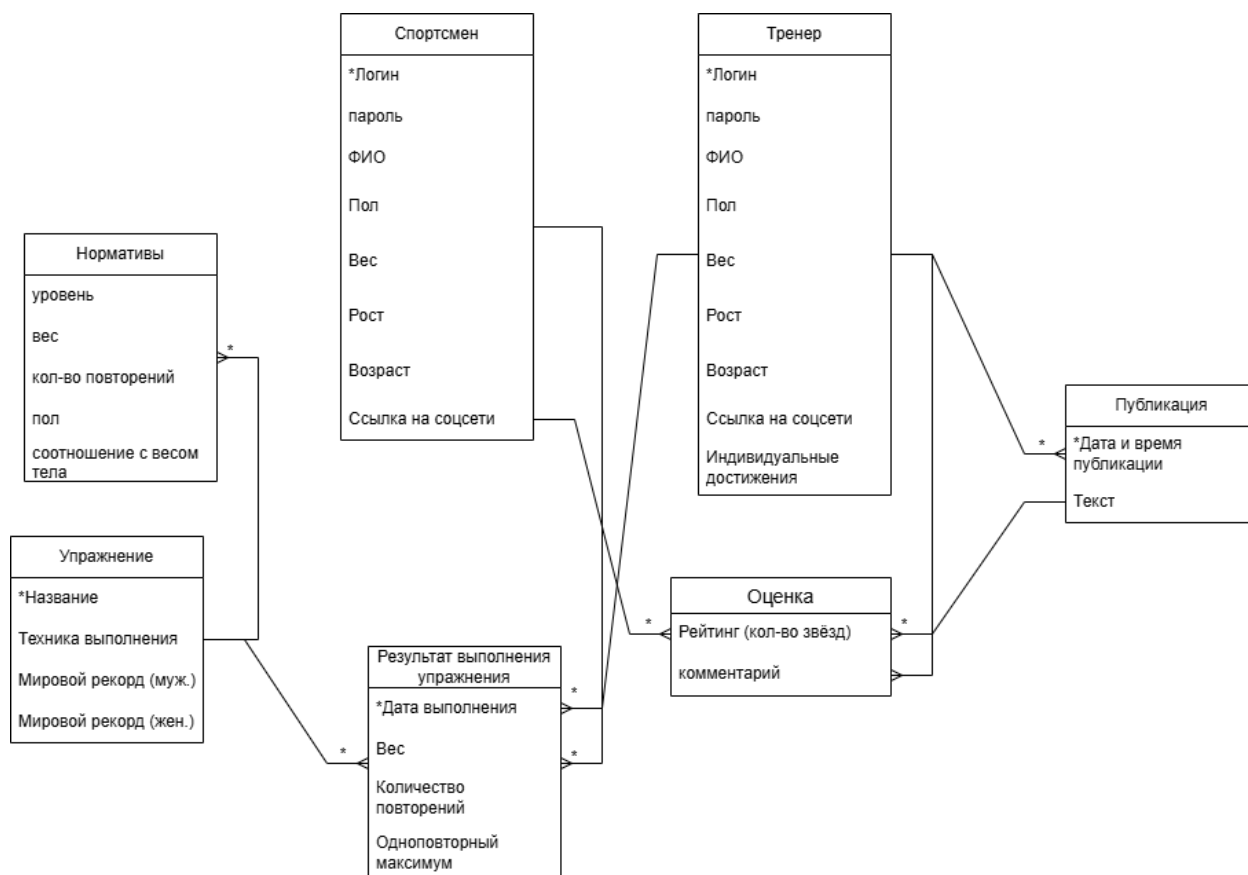 Спортсмен
*Логин
пароль
ФИО
Пол
Вес
Рост
Возраст
Ссылка на соцсети
Тренер
*Логин
пароль
ФИО
Пол
Вес
Рост
Возраст
Ссылка на соцсети
Индивидуальные
достижения
Нормативы
уровень
вес
кол-во повторений
пол
соотношение с весом
тела
*
Публикация
*Дата и время
публикации
Текст
*
Упражнение
*Название
Техника выполнения
Мировой рекорд (муж.)
Мировой рекорд (жен.)
Оценка
Рейтинг (кол-во звёзд)
комментарий
*
*
Результат выполнения
упражнения
*Дата выполнения
Вес
Количество
повторений
Одноповторный
максимум
*
*
*